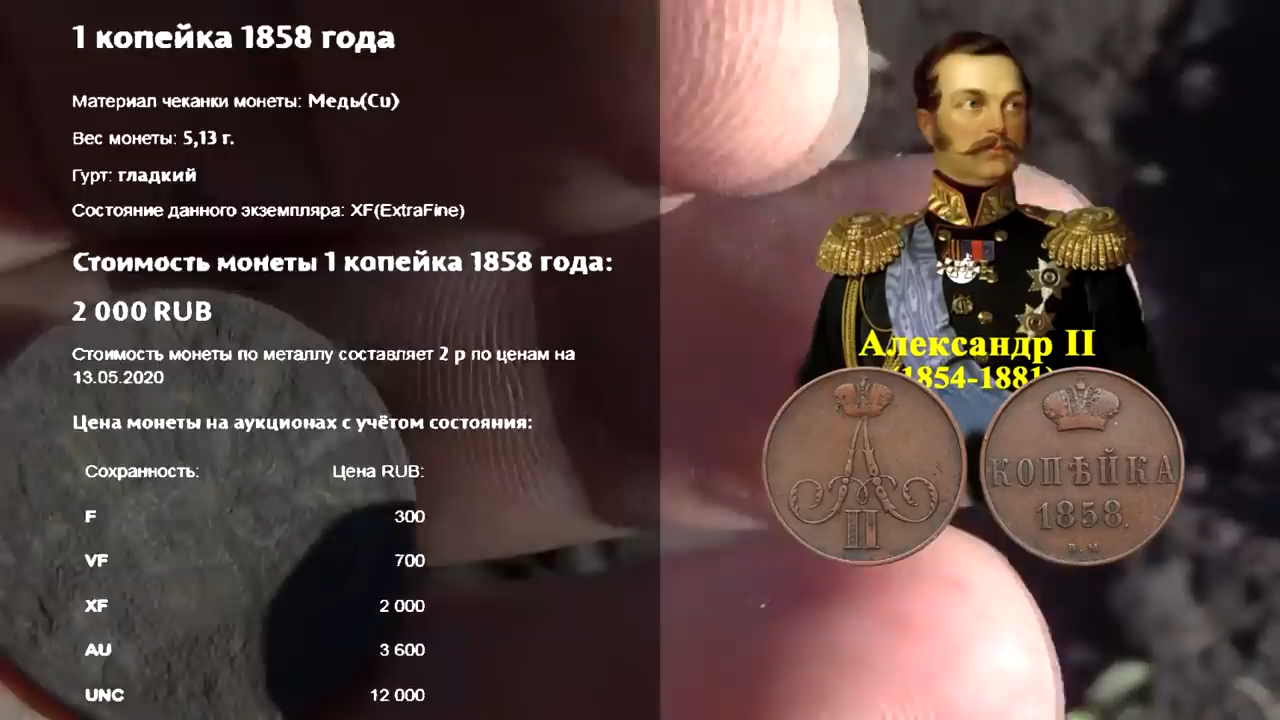 1 копейка 1858 года
Материал чеканки монеты: Медь(Cu)
Вес монеты: 5,13 г.
Гурт: гладкий
Состояние данного экземпляра: XF(ExtraFine)
Стоимость монеты 1 копейка 1858 года:
2 000 RUB
Стоимость монеты по металлу составляет 2 р по ценам на
13.05.2020
Цена монеты на аукционах с учётом состояния:
Сохранность: Цена RUB:
F 300
VF 700
XF 2 000
AU 3 600
UNC 12 000
Александр II
(1854-1881)
II
КОПѢЙКА
1858.
В.М